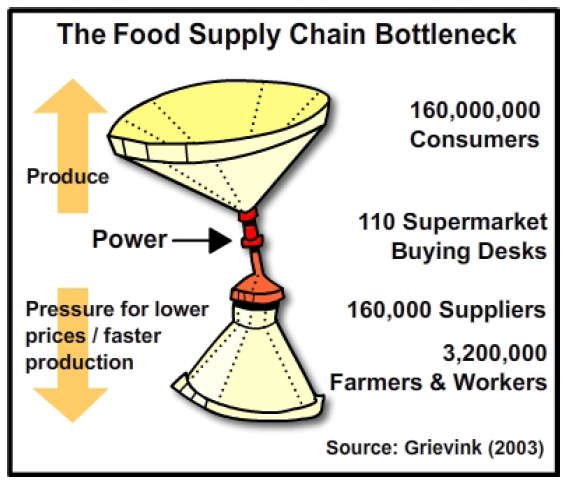 The Food Supply Chain Bottleneck
160,000,000
Consumers
Produce
110 Supermarket
Buying Desks
Power
Pressure for lower
prices / faster
production
160,000 Suppliers
3,200,000
Farmers & Workers
Source: Grievink (2003)